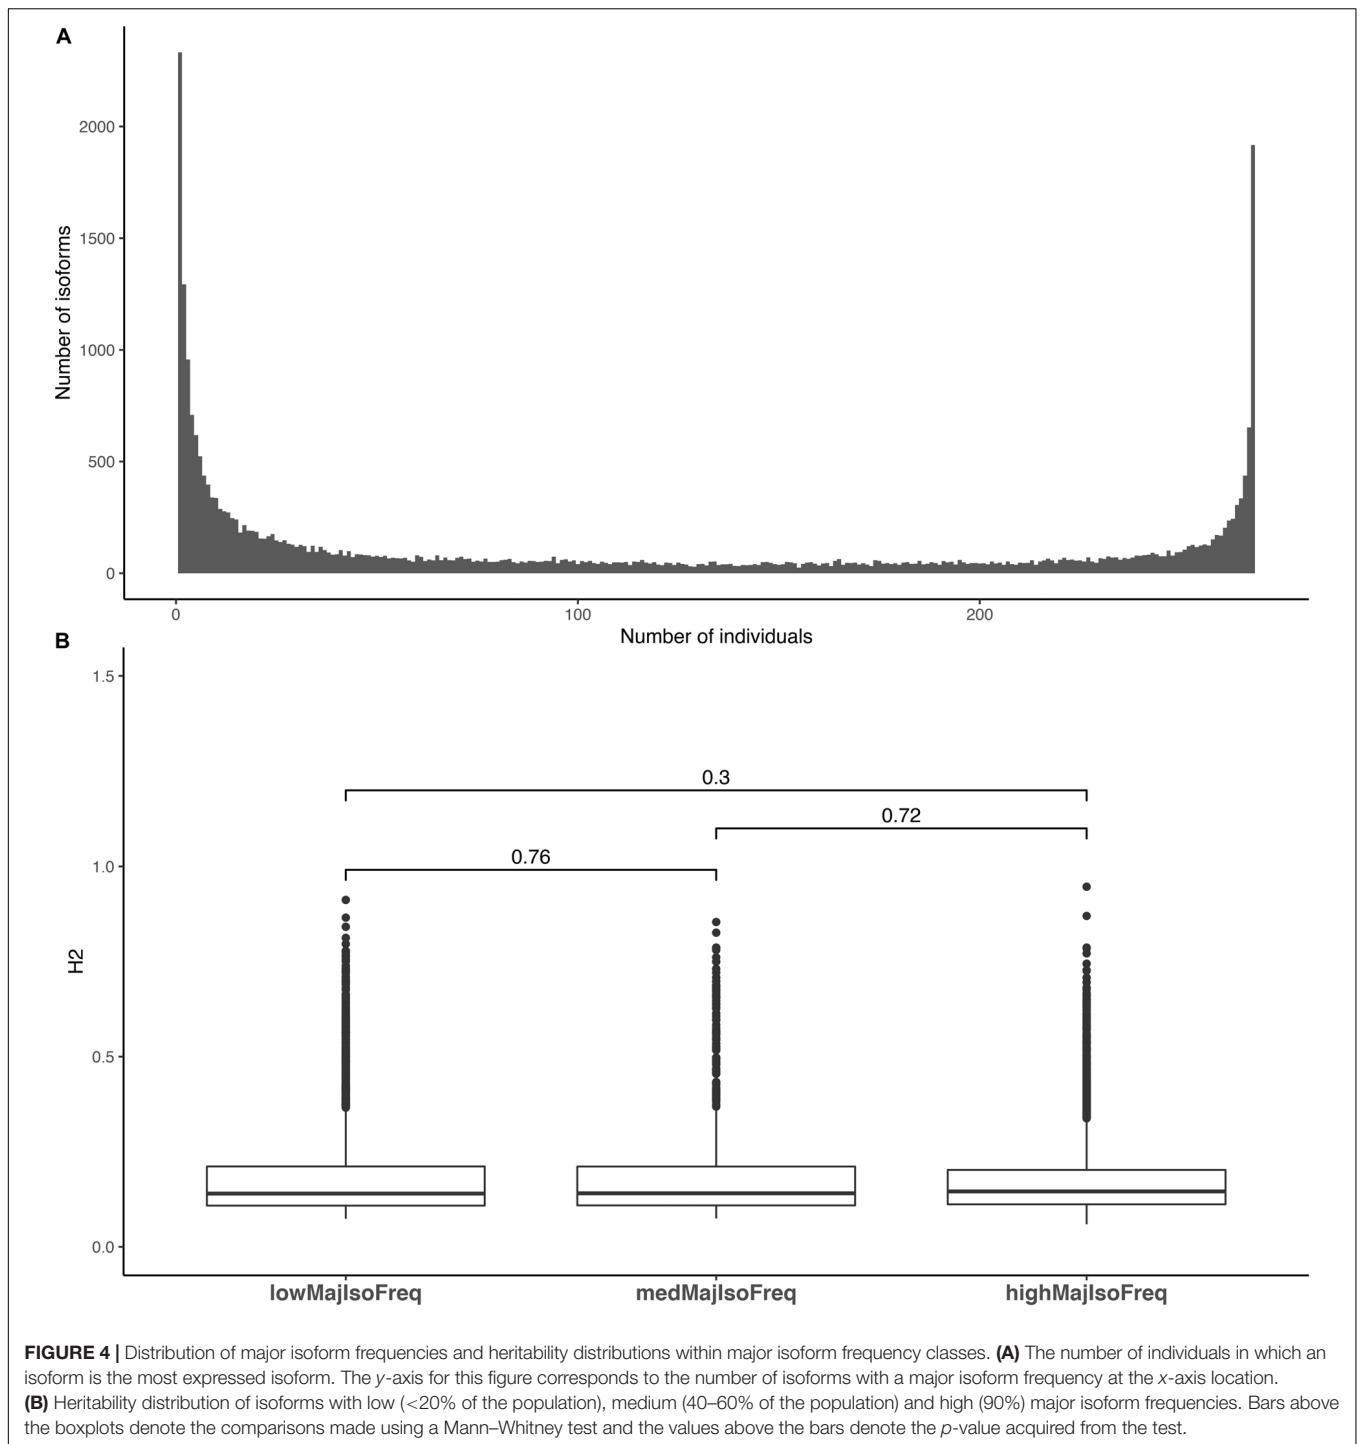 A
2000
1500
1000
500
0
Number of isoforms
0 100 200
Number of individuals
B
1.5
1.0
0.5
0.0
H2
0.3
0.72
0.76
lowMajIsoFreq medMajIsoFreq highMajIsoFreq
FIGURE 4 | Distribution of major isoform frequencies and heritability distributions within major isoform frequency classes. (A) The number of individuals in which an
isoform is the most expressed isoform. The y-axis for this figure corresponds to the number of isoforms with a major isoform frequency at the x-axis location.
(B) Heritability distribution of isoforms with low (<20% of the population), medium (40–60% of the population) and high (90%) major isoform frequencies. Bars above
the boxplots denote the comparisons made using a Mann–Whitney test and the values above the bars denote the p-value acquired from the test.